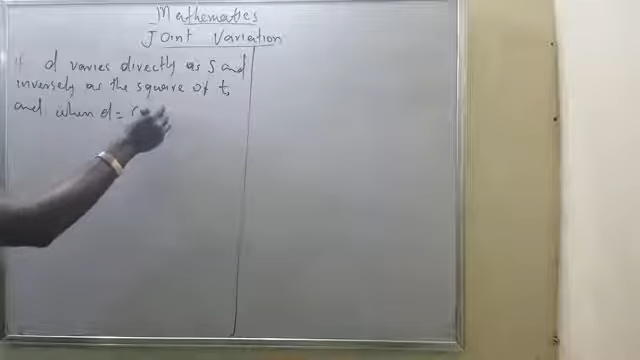 Mathematics
Joint Variation
if d varies directly as S and
inversely as the square of t,
and when d =